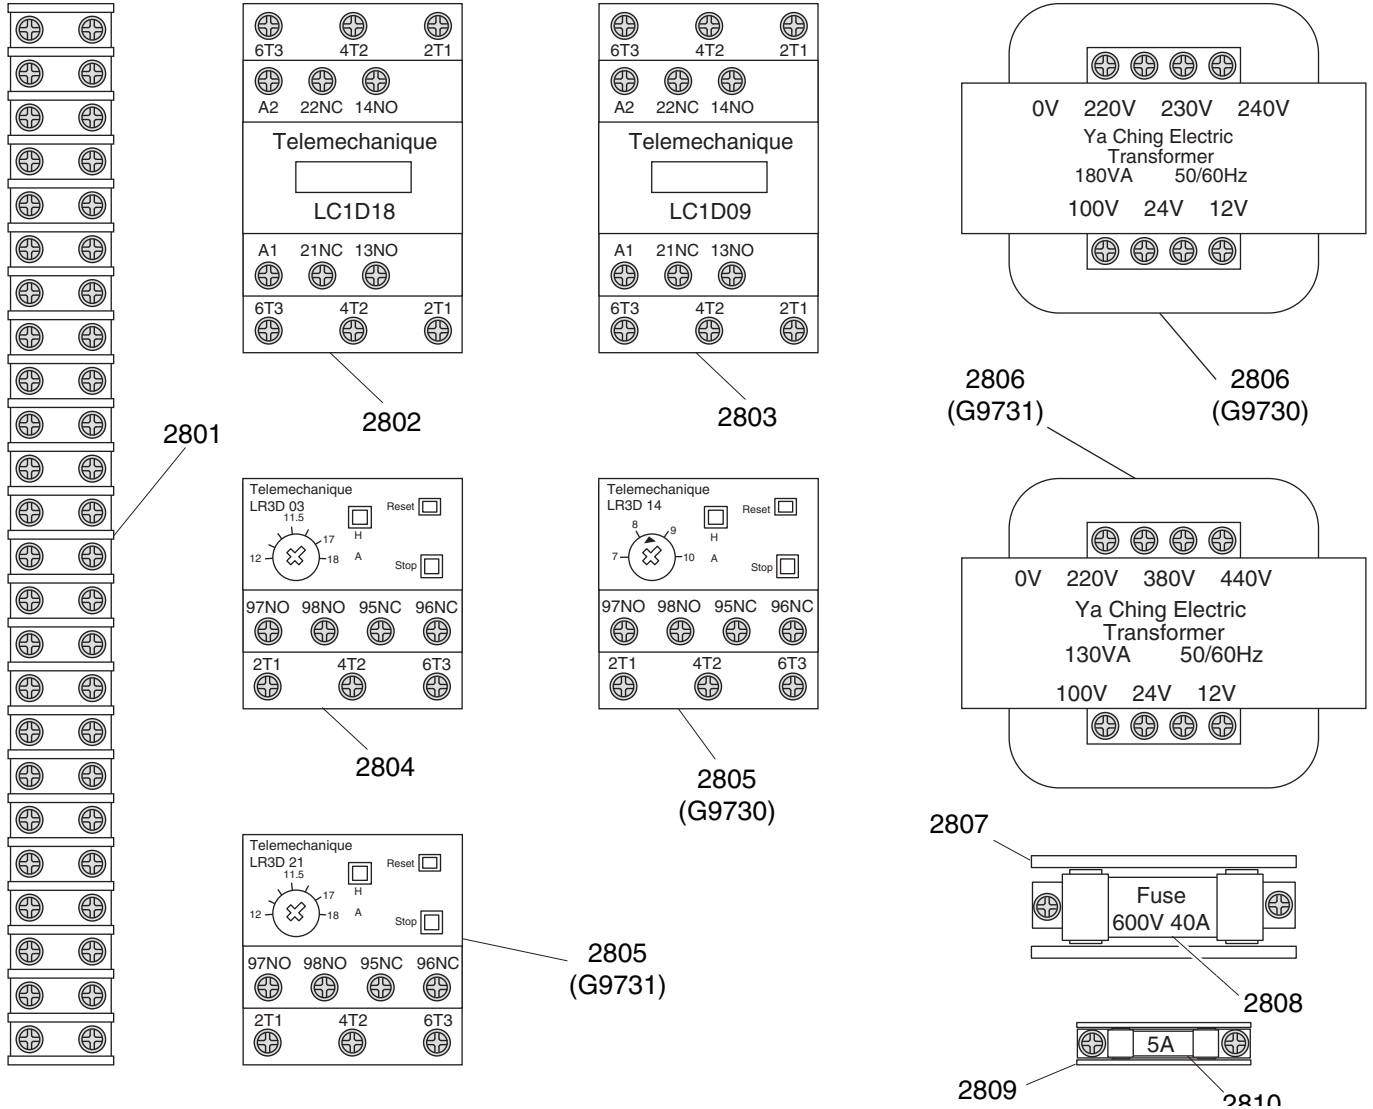 6T3 4T2 2T1
A2 22NC 14NO
Telemechanique
LC1D18
A1 21NC 13NO
6T3 4T2 2T1
2802
6T3 4T2 2T1
A2 22NC 14NO
Telemechanique
LC1D09
A1 21NC 13NO
6T3 4T2 2T1
2803
0V 220V 230V 240V
Ya Ching Electric
Transformer
180VA 50/60Hz
100V 24V 12V
2806
(G9731)
2806
(G9730)
2801
Telemechanique
LR3D 03
11.5
12
17
18
H
A
Reset
Stop
97NO 98NO 95NC 96NC
2T1 4T2 6T3
2804
Telemechanique
LR3D 14
8
9
7
10
H
A
Reset
Stop
97NO 98NO 95NC 96NC
2T1 4T2 6T3
2805
(G9730)
0V 220V 380V 440V
Ya Ching Electric
Transformer
130VA 50/60Hz
100V 24V 12V
Telemechanique
LR3D 21
11.5
12
17
18
H
A
Reset
Stop
97NO 98NO 95NC 96NC
2T1 4T2 6T3
2805
(G9731)
2807
Fuse
600V 40A
2808
5A
2809
2810